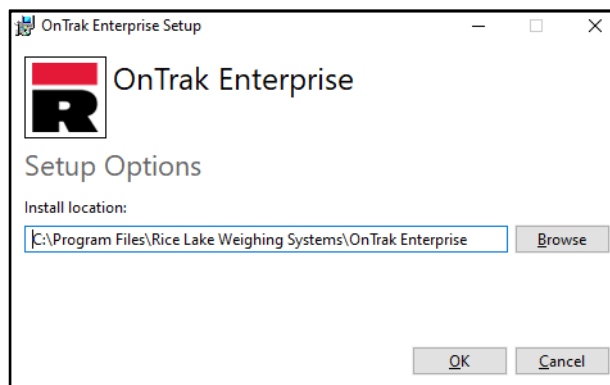 OnTrak Enterprise Setup
R
OnTrak Enterprise
Setup Options
Install location:
C:\Program Files\Rice Lake Weighing Systems\OnTrak Enterprise
Browse
OK
Cancel